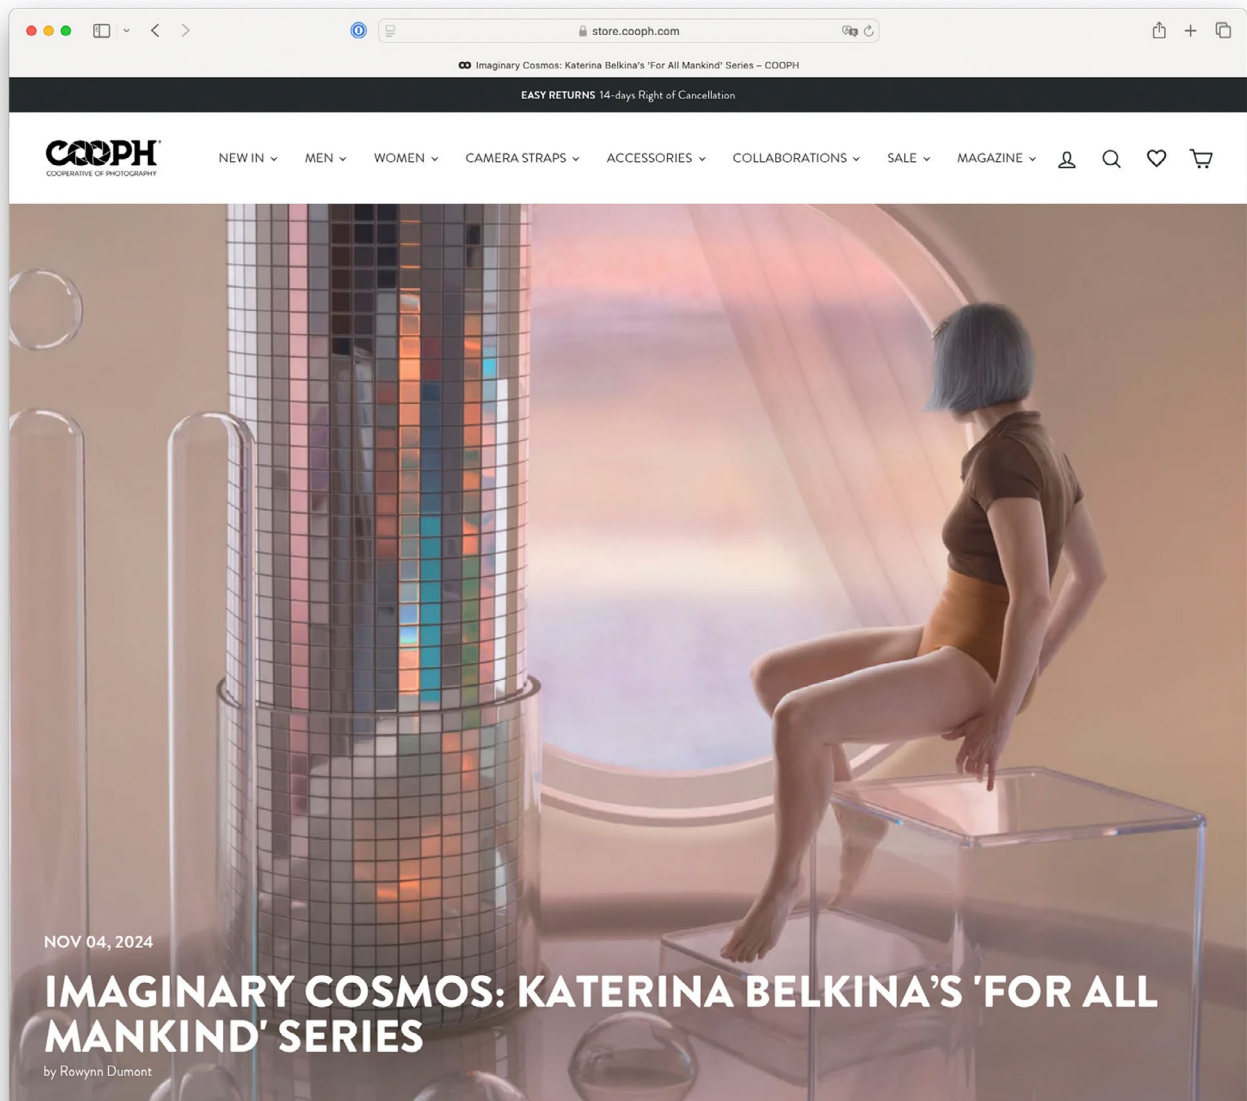 store.cooph.com
Imaginary Cosmos: Katerina Belkina's 'For All Mankind' Series – COOPH
EASY RETURNS 14-days Right of Cancellation
COOPH
COOPERATIVE OF PHOTOGRAPHY
NEW IN MEN WOMEN CAMERA STRAPS ACCESSORIES COLLABORATIONS SALE MAGAZINE
NOV 04, 2024
IMAGINARY COSMOS: KATERINA BELKINA’S 'FOR ALL
MANKIND' SERIES
by Rowynn Dumont